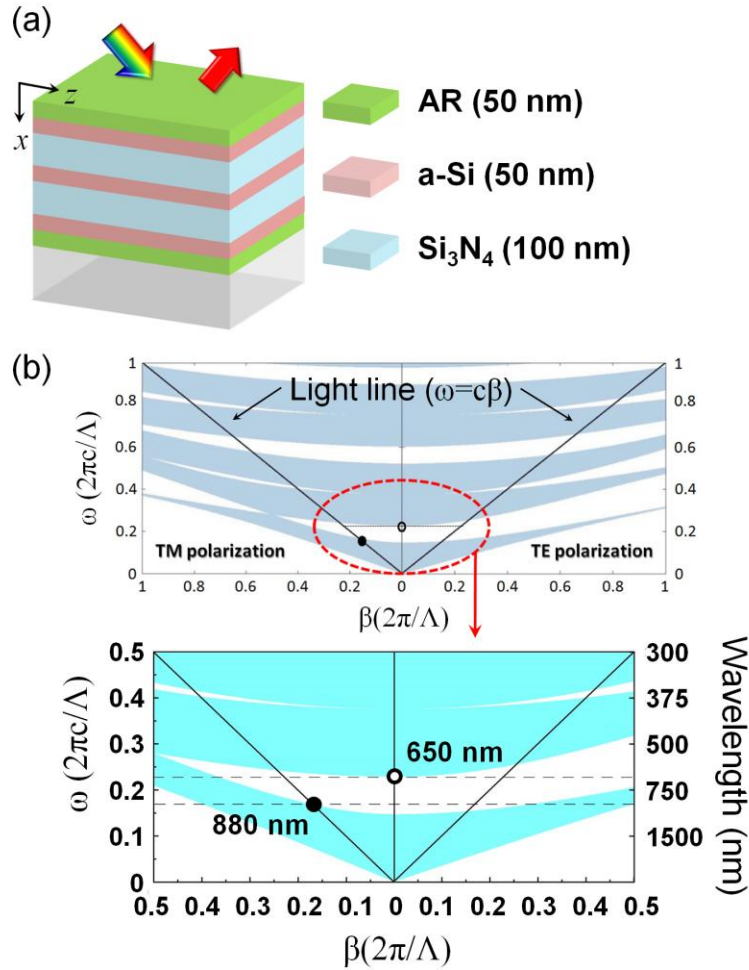 (a)
z
x
AR (50 nm)
a-Si (50 nm)
Si₃N₄ (100 nm)
(b)
1
0.8
0.6
0.4
0.2
0
ω (2πc/Λ)
Light line (ω=cβ)
TM polarization
TE polarization
1
0.8
0.6
0.4
0.2
0
1 0.8 0.6 0.4 0.2 0 0.2 0.4 0.6 0.8 1
β(2π/Λ)
0.5
0.4
0.3
0.2
0.1
0
ω (2πc/Λ)
650 nm
880 nm
300
375
500
750
1500
Wavelength (nm)
0.5 0.4 0.3 0.2 0.1 0 0.1 0.2 0.3 0.4 0.5
β(2π/Λ)